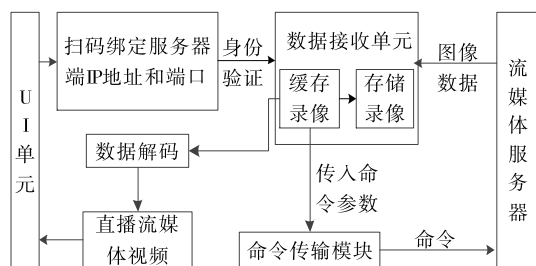 UI单元
扫码绑定服务器
端IP地址和端口
身份
验证
数据接收单元
缓存
录像
存储
录像
图像
数据
流媒体服务器
数据解码
传入命
令参数
直播流媒
体视频
命令传输模块
命令